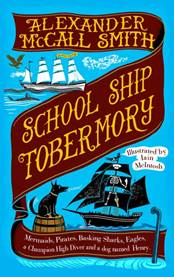 ALEXANDER
McCALL SMITH
SCHOOL SHIP
TOBERMORY
Illustrated by
Iain McIntosh
Mermaids, Pirates, Basking Sharks, Eagles,
a Champion High Diver and a dog named Henry.